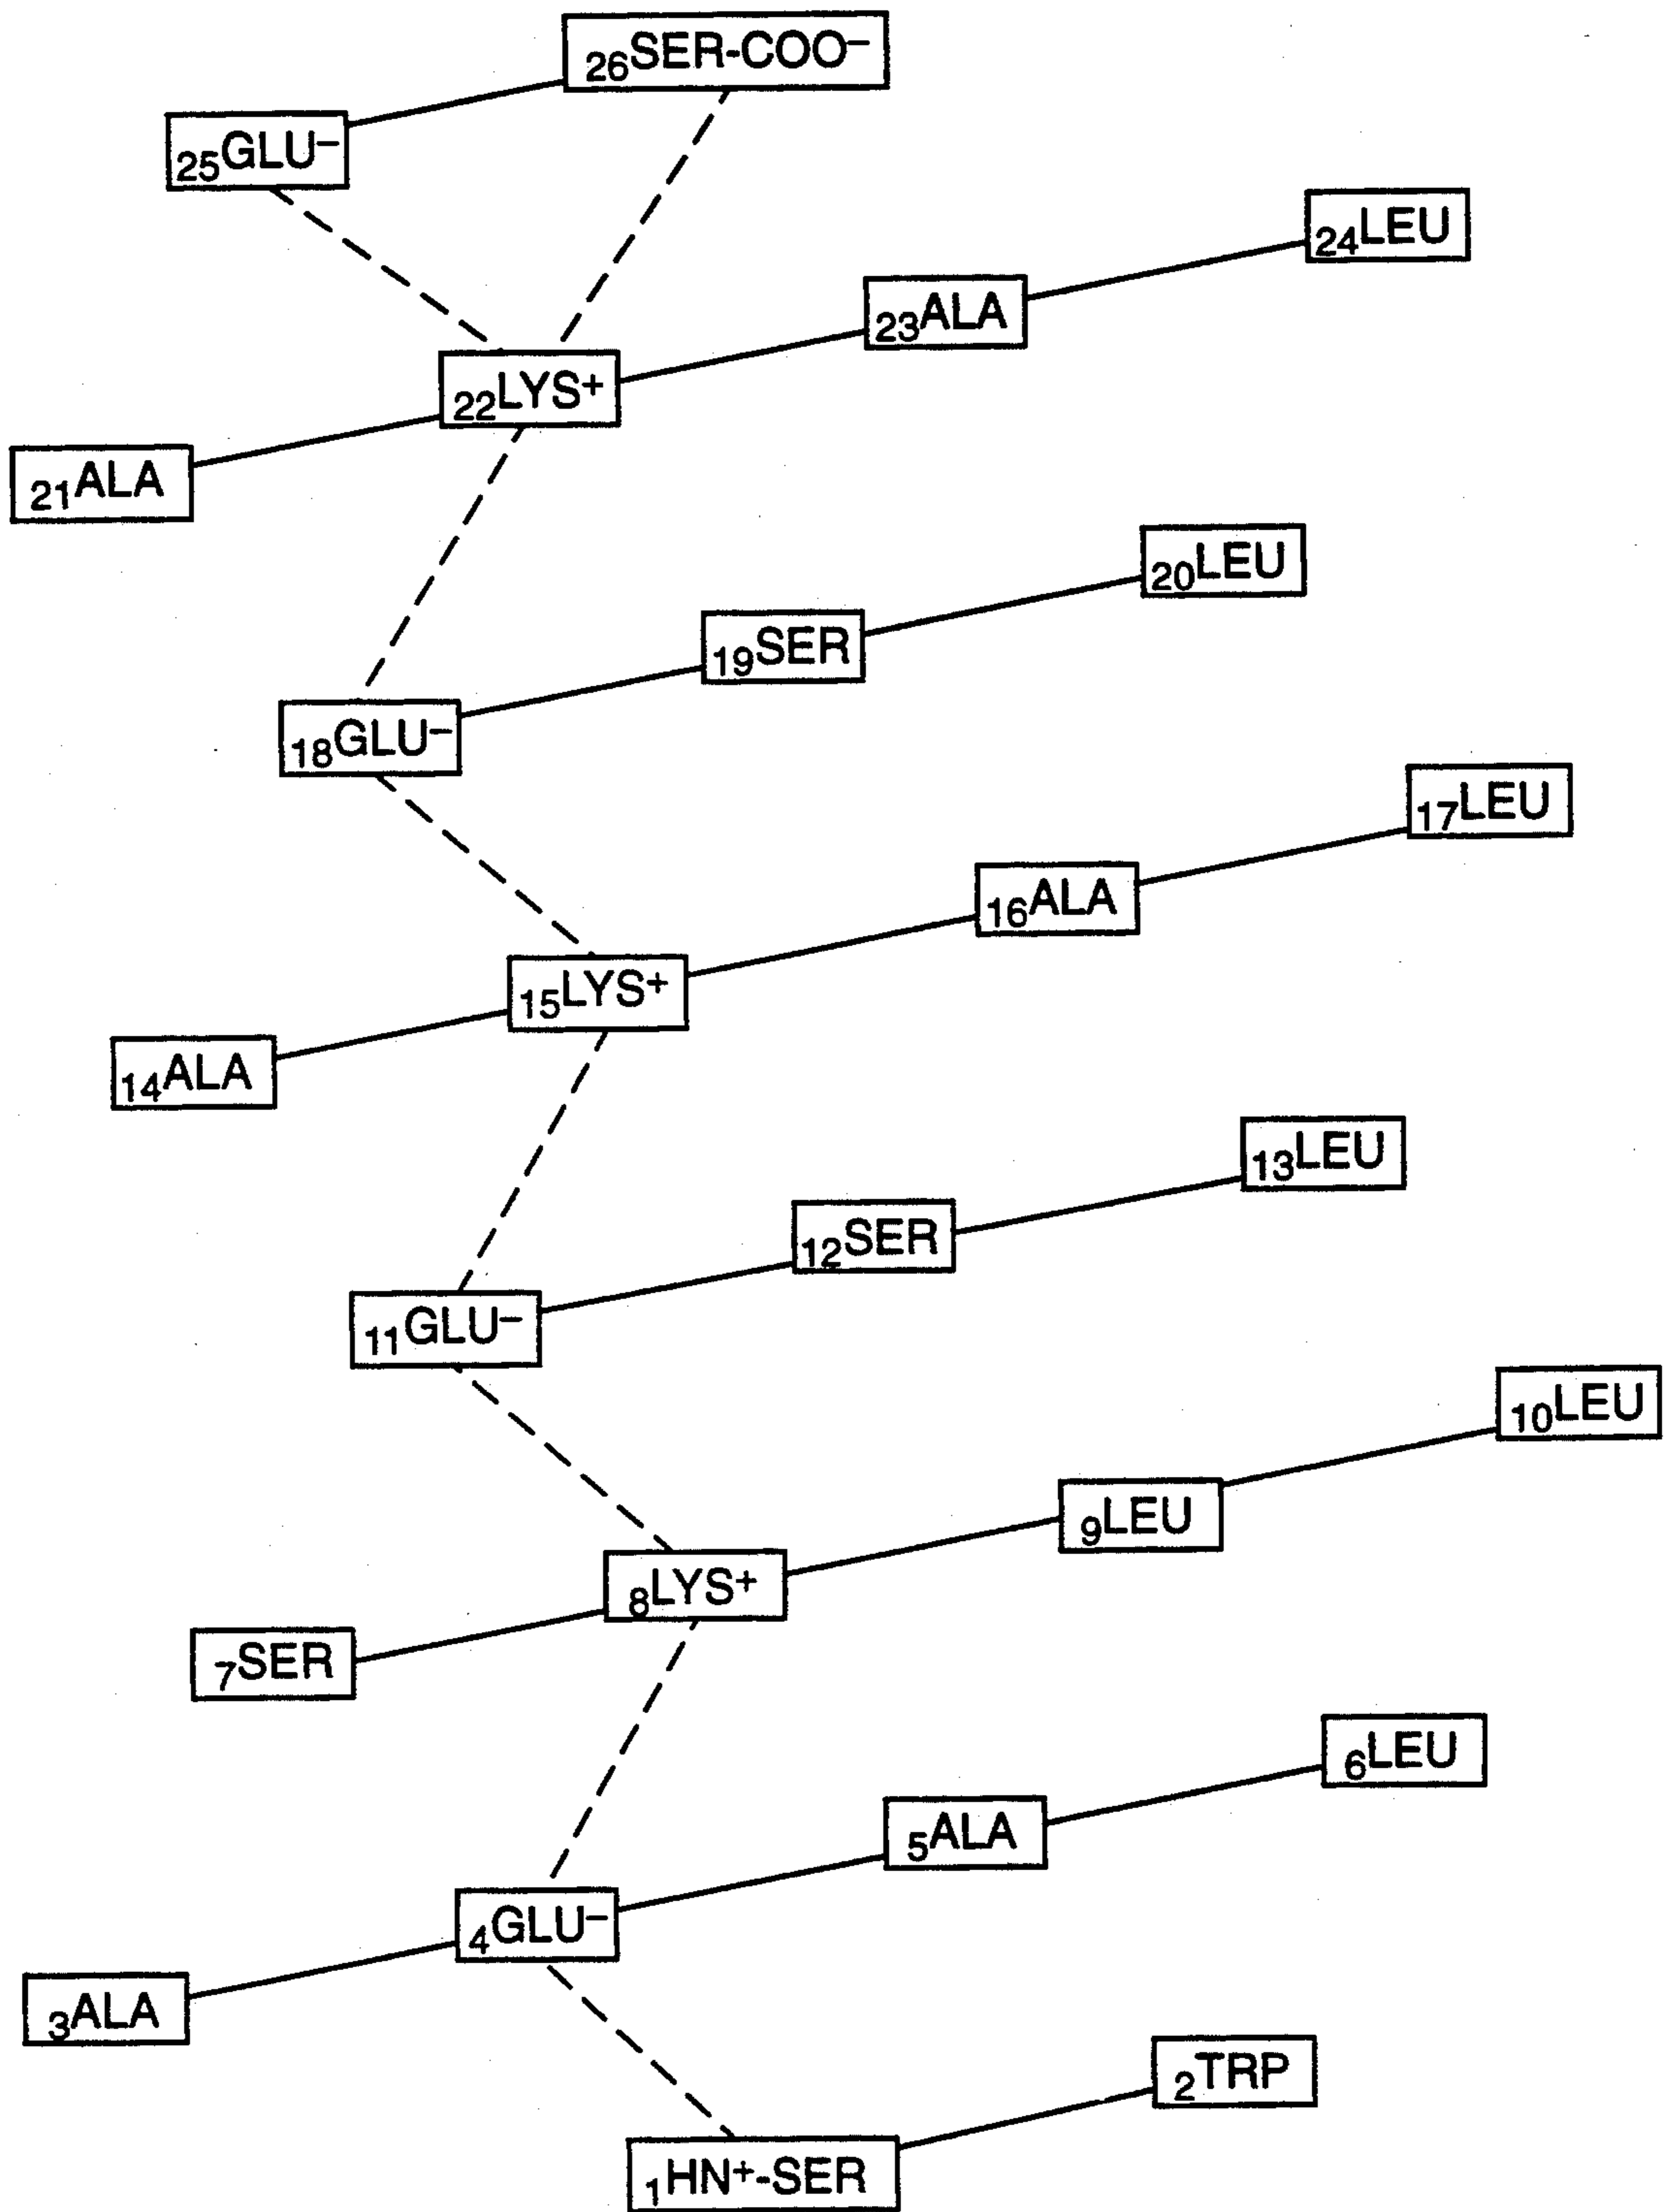 26SER-COO−
25GLU−
24LEU
23ALA
22LYS+
21ALA
20LEU
19SER
18GLU−
17LEU
16ALA
15LYS+
14ALA
13LEU
12SER
11GLU−
10LEU
9LEU
8LYS+
7SER
6LEU
5ALA
4GLU−
3ALA
2TRP
1HN+-SER